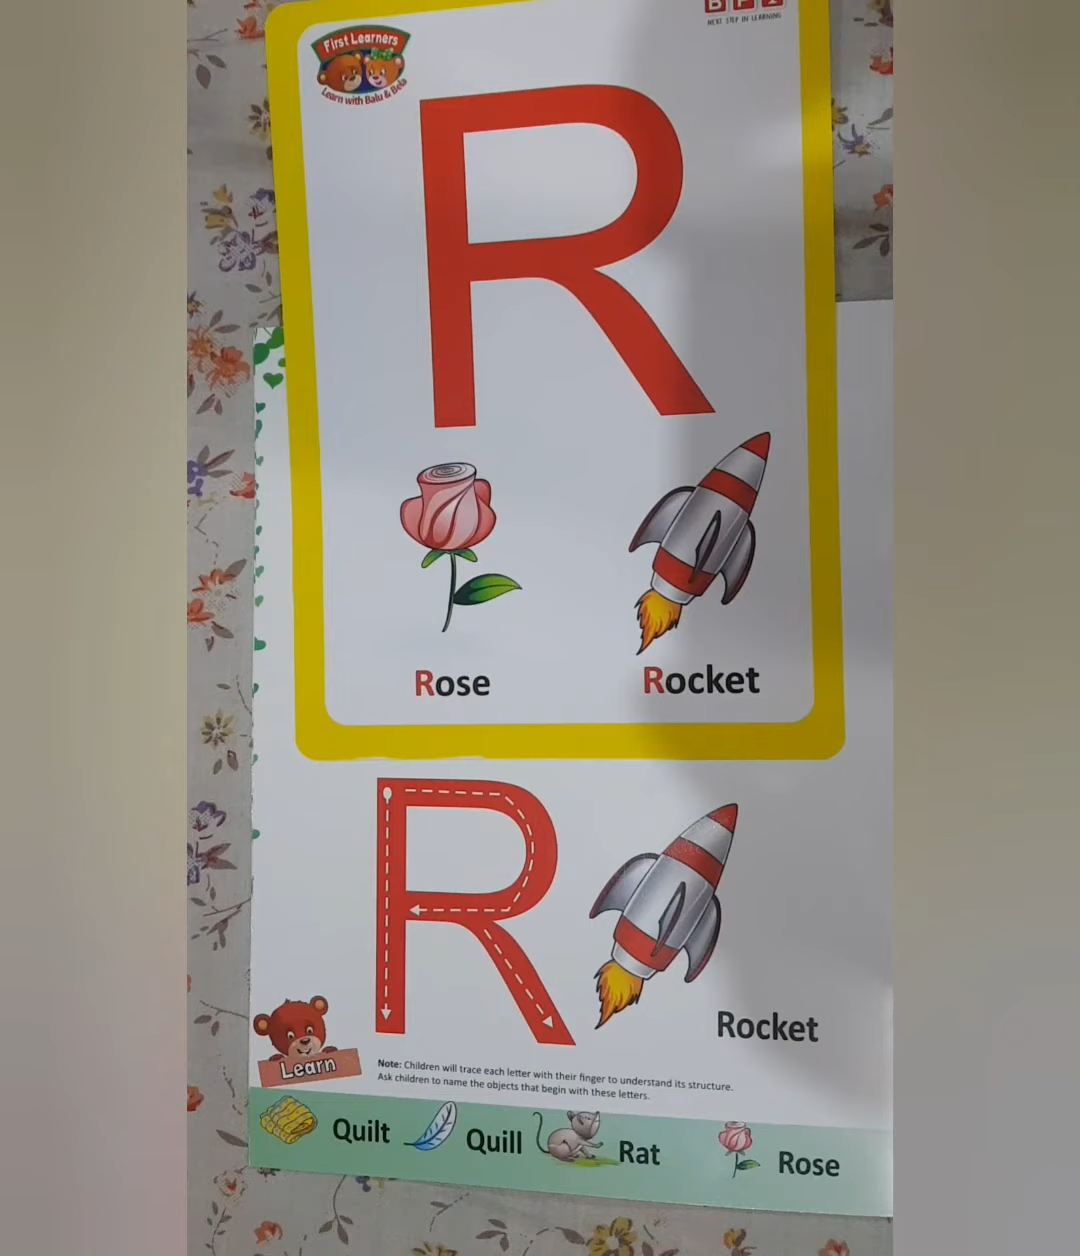 First Learners
Learn with Balu & Bela
NEXT STEP IN LEARNING
R
Rose
Rocket
R
Rocket
Learn
Note: Children will trace each letter with their finger to understand its structure.
Ask children to name the objects that begin with these letters.
Quilt
Quill
Rat
Rose